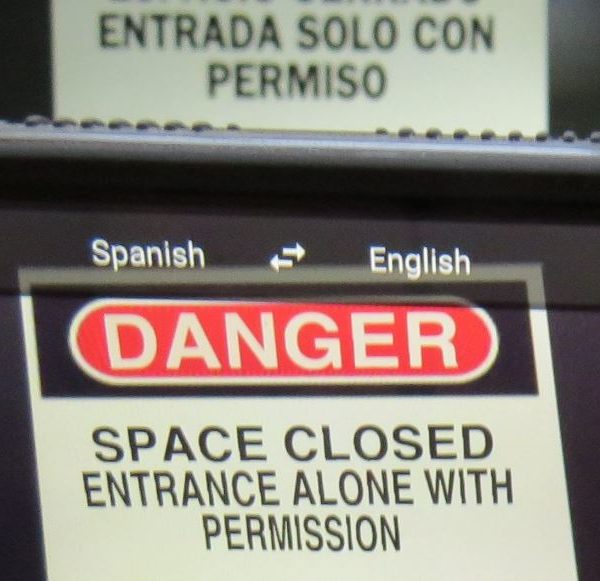 ENTRADA SOLO CON
PERMISO
Spanish English
DANGER
SPACE CLOSED
ENTRANCE ALONE WITH
PERMISSION